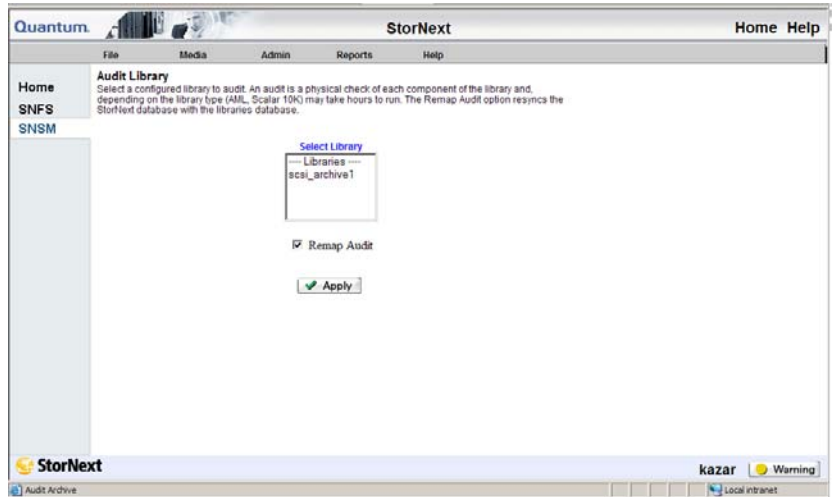 Quantum. StorNext Home Help
File Media Admin Reports Help
Home
SNFS
SNSM
Audit Library
Select a configured library to audit. An audit is a physical check of each component of the library and,
depending on the library type (AML, Scalar 10K) may take hours to run. The Remap Audit option resyncs the
StorNext database with the libraries database.
Select Library
---- Libraries ----
scsi_archive1
Remap Audit
Apply
StorNext kazar Warning
Audit Archive Local intranet